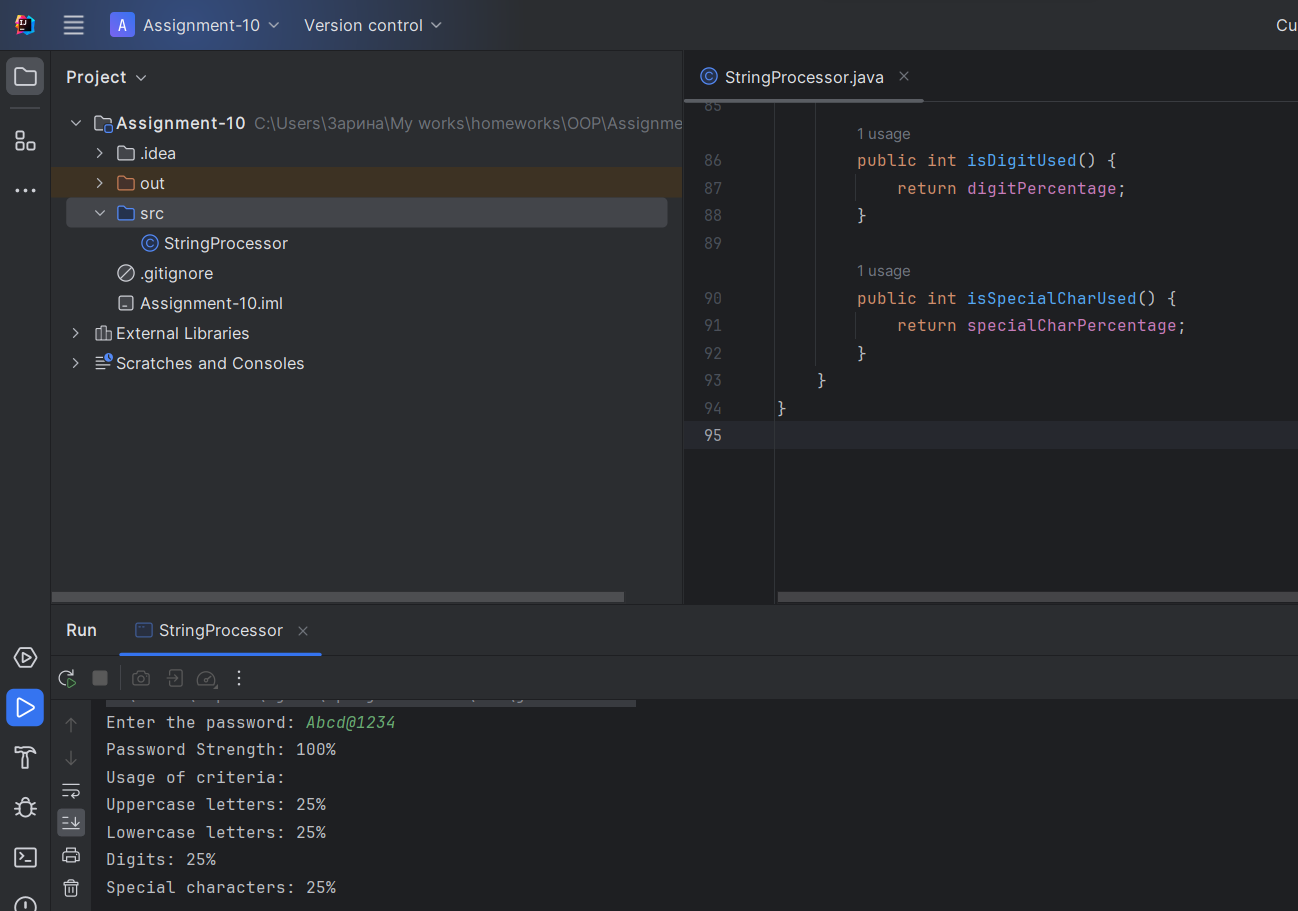 A Assignment-10 Version control Cu
Project
StringProcessor.java
Assignment-10 C:\Users\Зарина\My works\homeworks\OOP\Assignme
.idea
out
src
StringProcessor
.gitignore
Assignment-10.iml
External Libraries
Scratches and Consoles
85
1 usage
86 public int isDigitUsed() {
87 return digitPercentage;
88 }
89
1 usage
90 public int isSpecialCharUsed() {
91 return specialCharPercentage;
92 }
93 }
94 }
95
Run StringProcessor
Enter the password: Abcd@1234
Password Strength: 100%
Usage of criteria:
Uppercase letters: 25%
Lowercase letters: 25%
Digits: 25%
Special characters: 25%